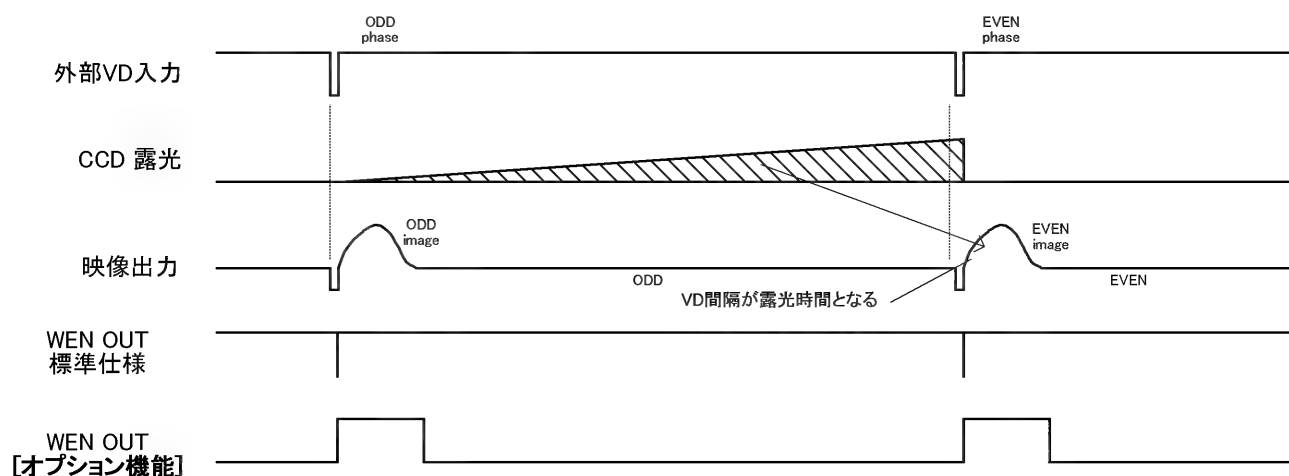 ODD
phase
EVEN
phase
外部VD入力
CCD 露光
ODD
image
EVEN
image
映像出力
ODD
EVEN
VD間隔が露光時間となる
WEN OUT
標準仕様
WEN OUT
[オプション機能]